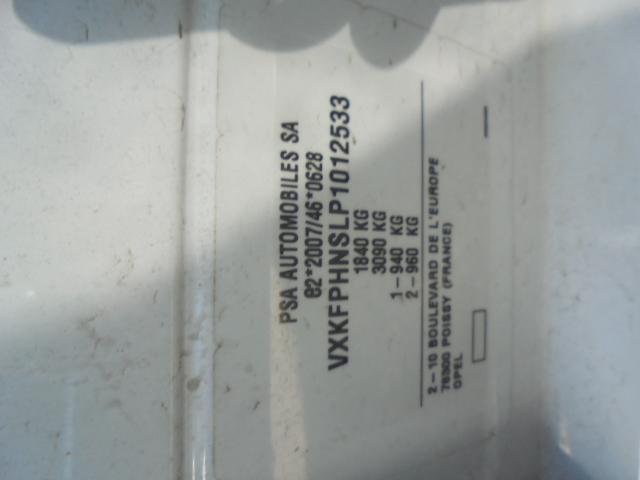 PSA AUTOMOBILES SA
e2*2007/46*0628
VXKFPHNSLP1012533
1840 KG
3090 KG
1-940 KG
2-960 KG
2-10 BOULEVARD DE L'EUROPE
78300 POISSY (FRANCE)
OPEL